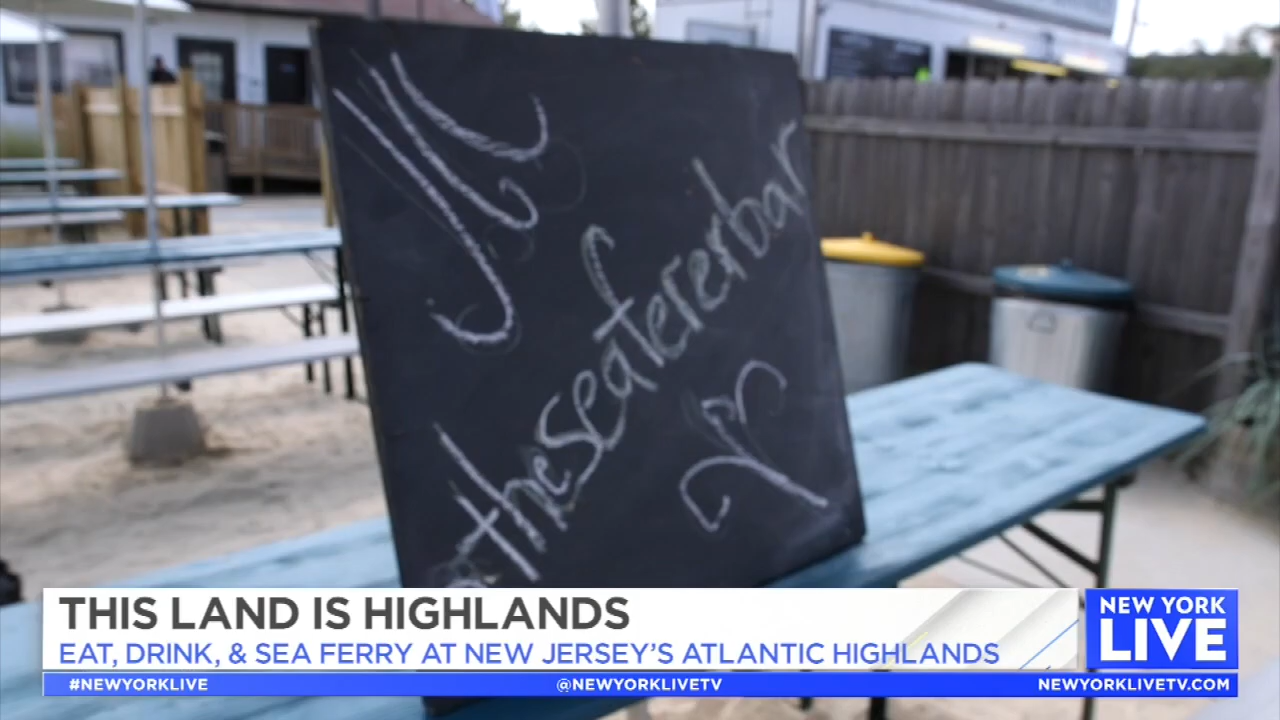 theseafererbar
THIS LAND IS HIGHLANDS
EAT, DRINK, & SEA FERRY AT NEW JERSEY'S ATLANTIC HIGHLANDS
NEW YORK
LIVE
#NEWYORKLIVE
@NEWYORKLIVETV
NEWYORKLIVETV.COM